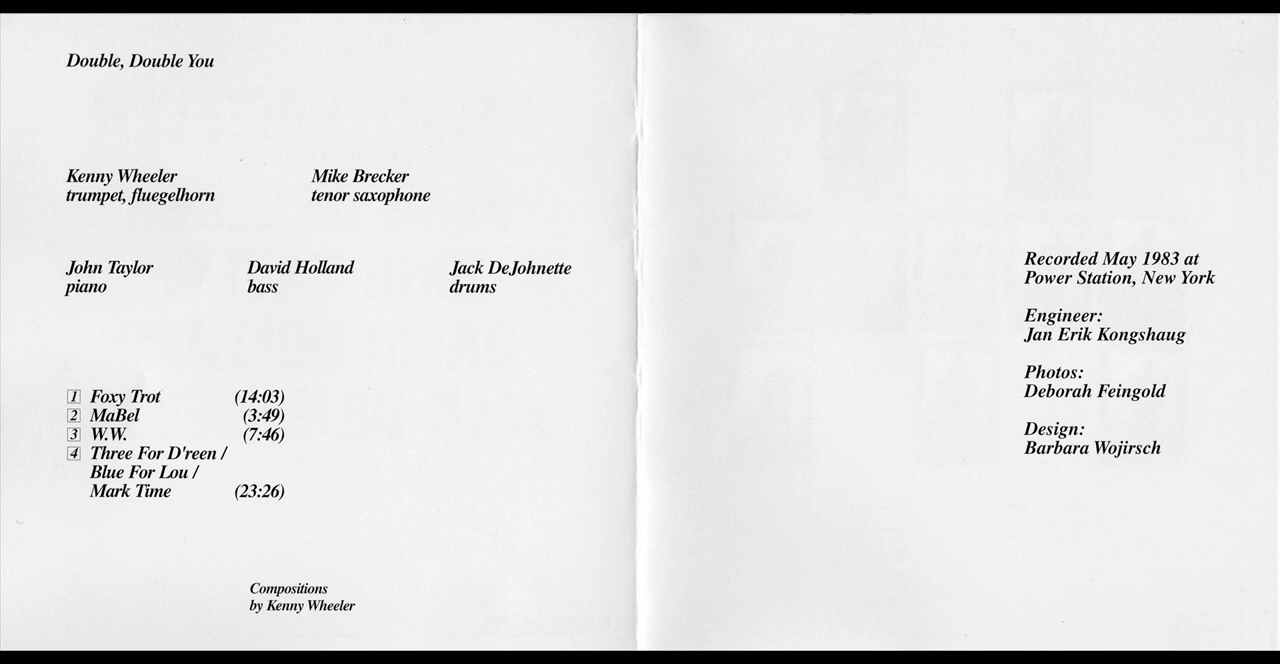 Double, Double You
Kenny Wheeler
trumpet, fluegelhorn
Mike Brecker
tenor saxophone
John Taylor
piano
David Holland
bass
Jack DeJohnette
drums
1 Foxy Trot (14:03)
2 MaBel (3:49)
3 W.W. (7:46)
4 Three For D'reen /
Blue For Lou /
Mark Time (23:26)
Compositions
by Kenny Wheeler
Recorded May 1983 at
Power Station, New York
Engineer:
Jan Erik Kongshaug
Photos:
Deborah Feingold
Design:
Barbara Wojirsch